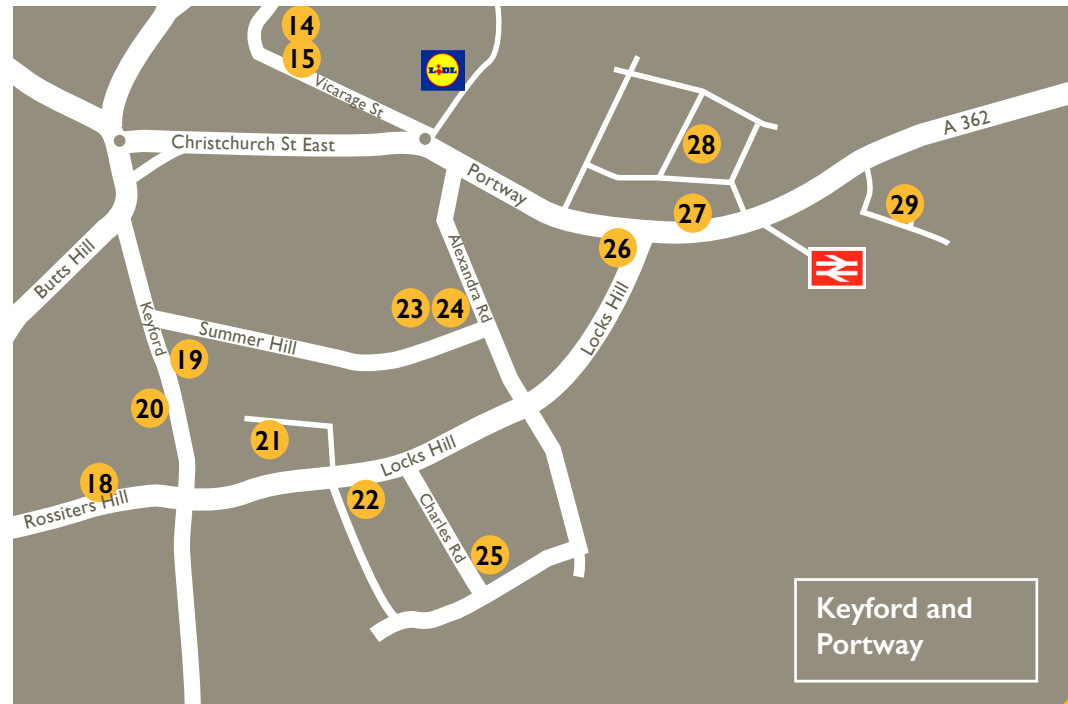 14
15
LiDL
Vicarage St
Christchurch St East
A 362
28
Portway
27
29
26
Butts Hill
Alexandra Rd
23
24
Keyford
Summer Hill
Locks Hill
19
20
21
Locks Hill
18
22
Rossiters Hill
Charles Rd
25
Keyford and
Portway